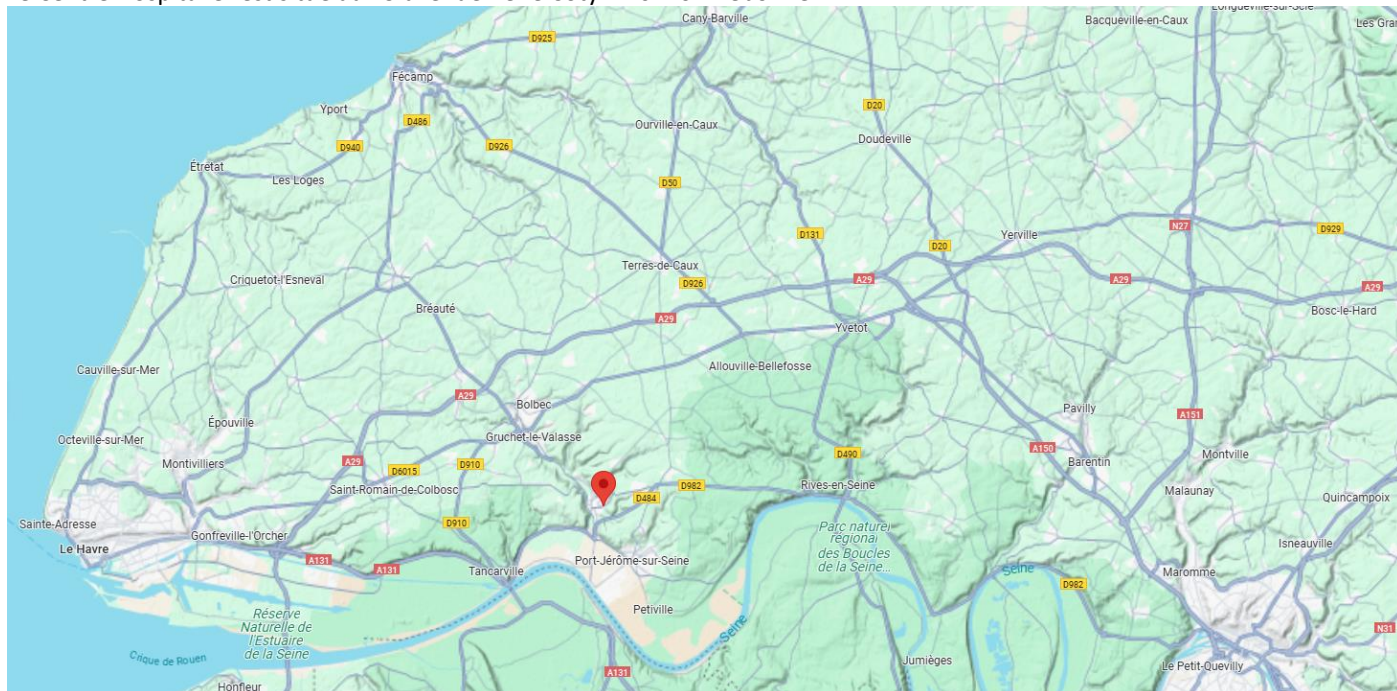 Cany-Barville
Bacqueville-en-Caux
Longueville-sur-Scie
Les Gran
D925
Fécamp
Yport
D486
Ourville-en-Caux
D20
Doudeville
D940
D926
Étretat
Les Loges
D50
D131
D20
Yerville
N27
D929
Terres-de-Caux
Criquetot-l'Esneval
D926
A29
A29
A29
Bréauté
A29
Bosc-le-Hard
Yvetot
Cauville-sur-Mer
Allouville-Bellefosse
A29
Bolbec
Pavilly
A151
Épouville
Gruchet-le-Valasse
Octeville-sur-Mer
Montivilliers
A29
D6015
D910
D490
A150
Barentin
Montville
Saint-Romain-de-Colbosc
D484
D982
Rives-en-Seine
Malaunay
Quincampoix
Sainte-Adresse
D910
Le Havre
Gonfreville-l'Orcher
Parc naturel
régional
des Boucles
de la Seine...
Isneauville
A131
A131
Tancarville
Port-Jérôme-sur-Seine
Seine
D982
Maromme
Réserve
Naturelle de
l'Estuaire
de la Seine
Petiville
Seine
N31
Crique de Rouen
A131
Jumièges
Le Petit-Quevilly
Honfleur